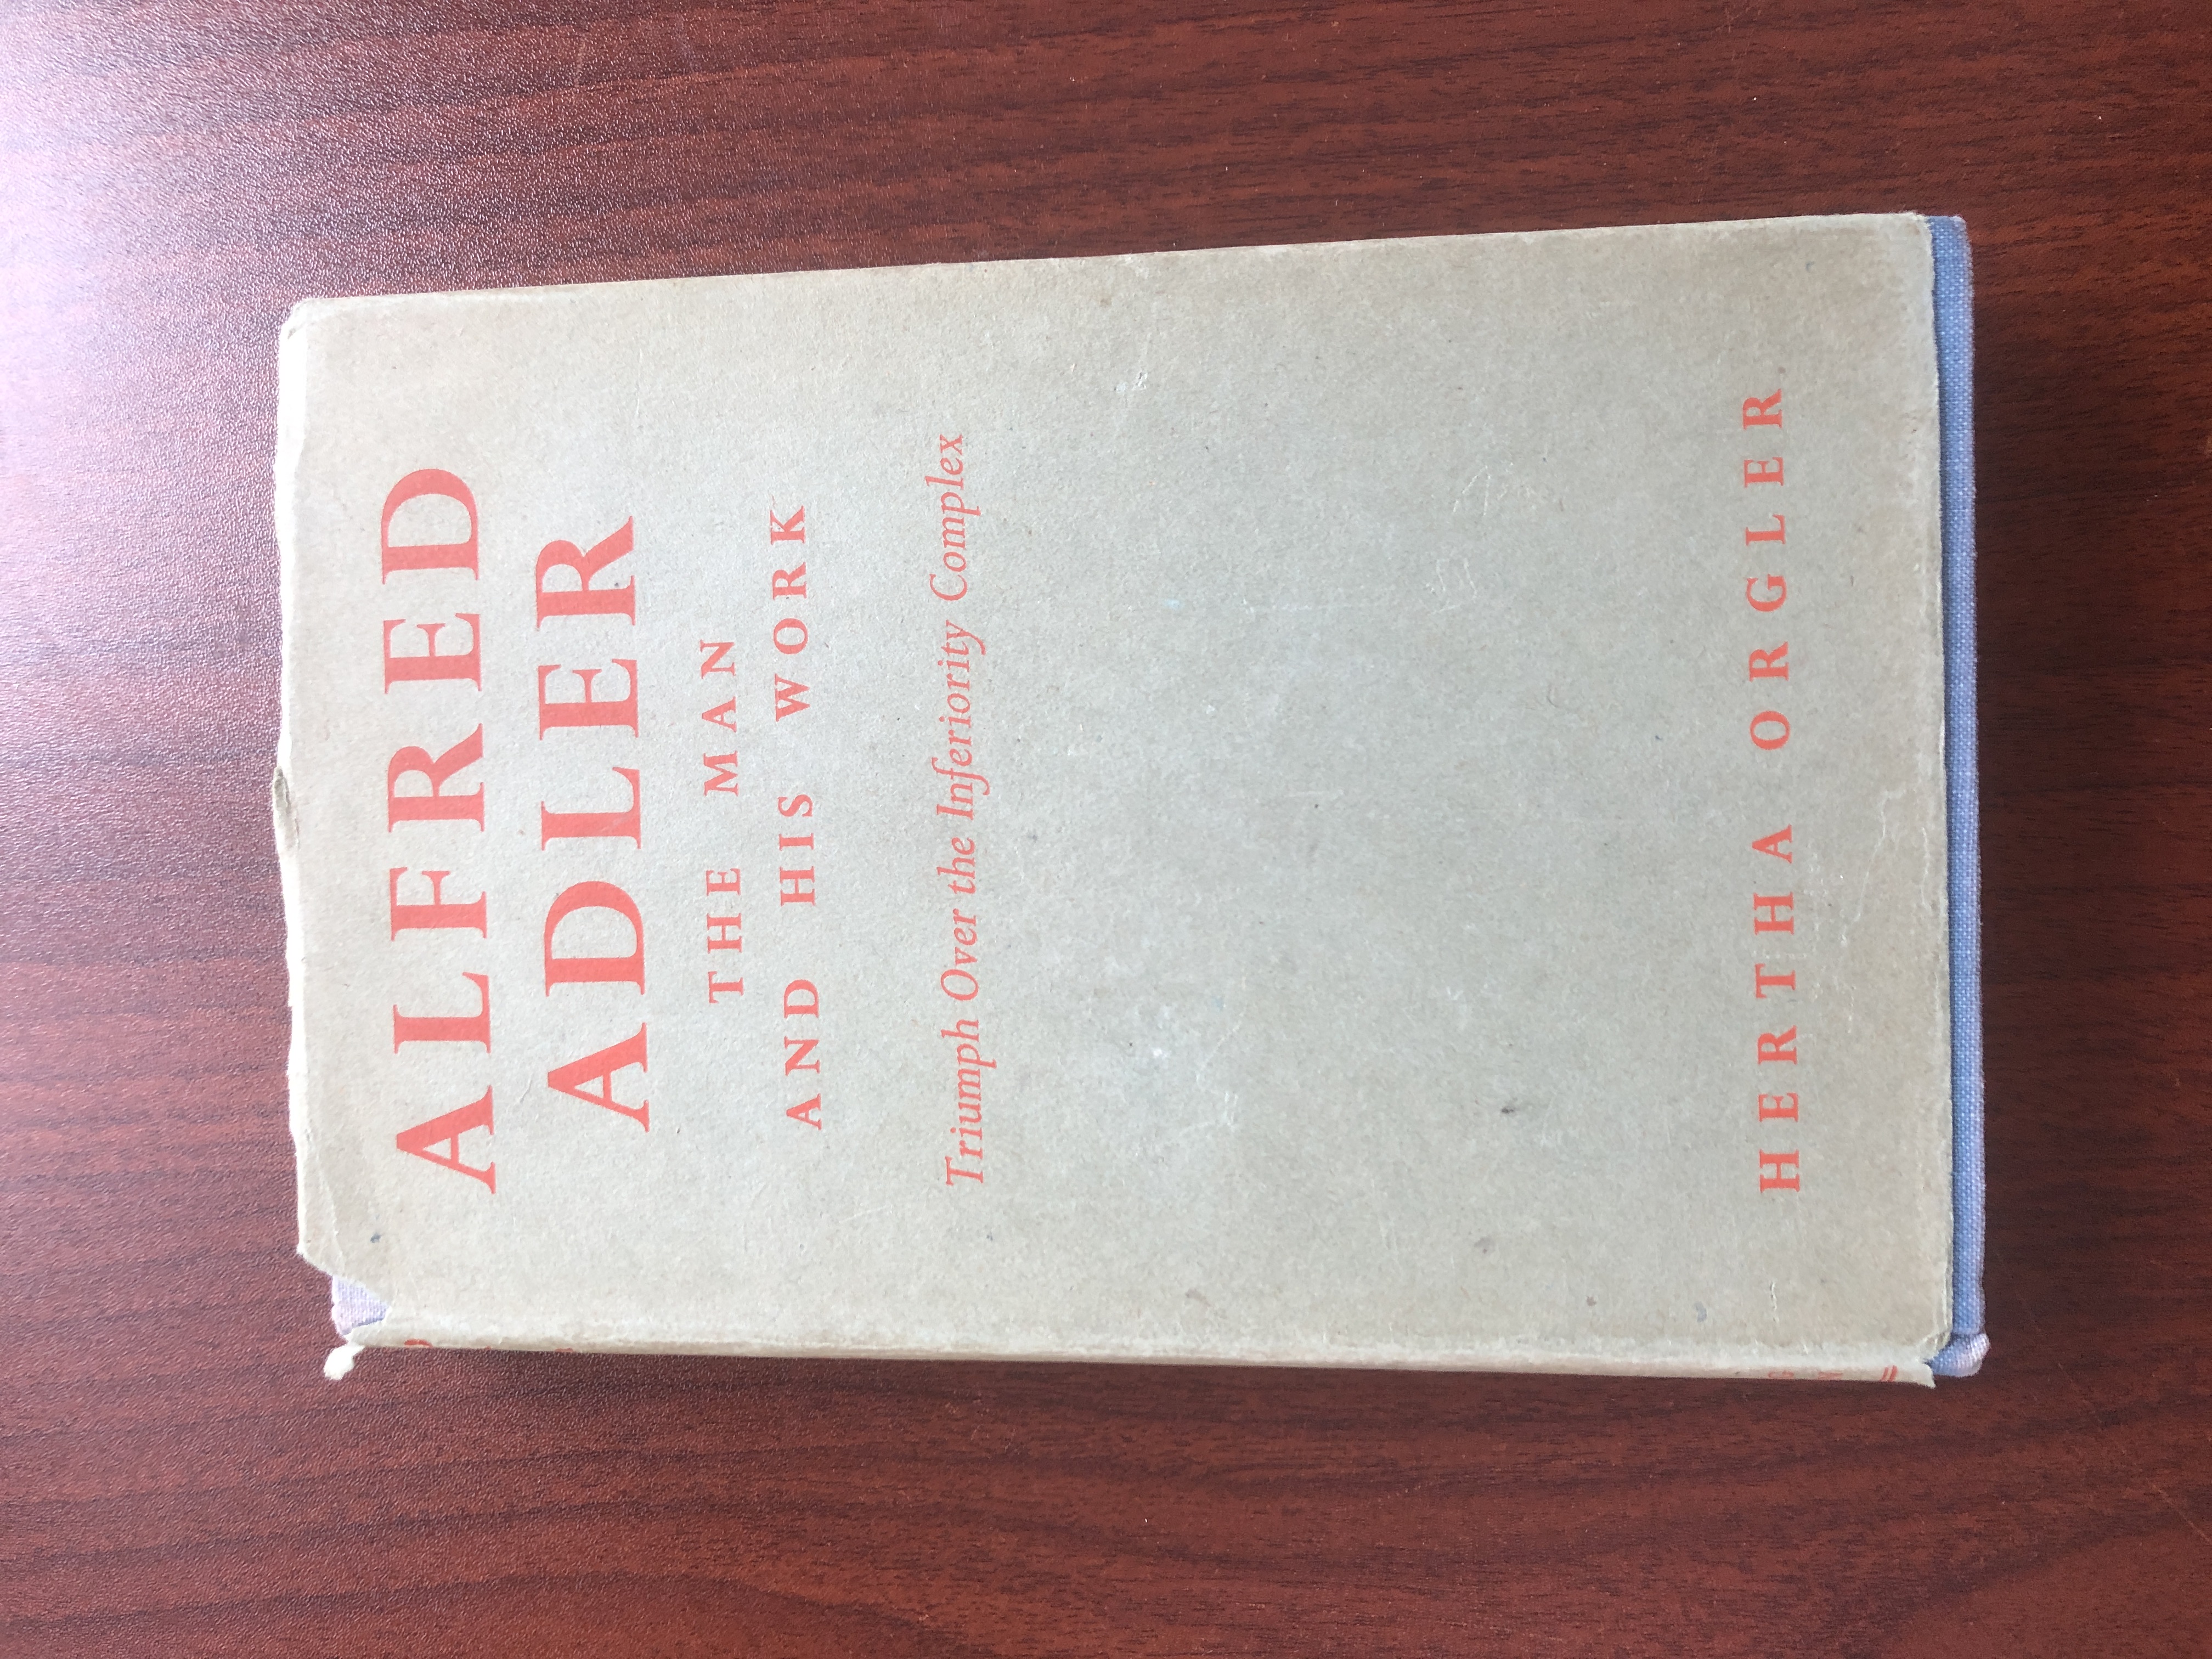 ALFRED
ADLER
THE MAN
AND HIS WORK
Triumph Over the Inferiority Complex
HERTHA ORGLER